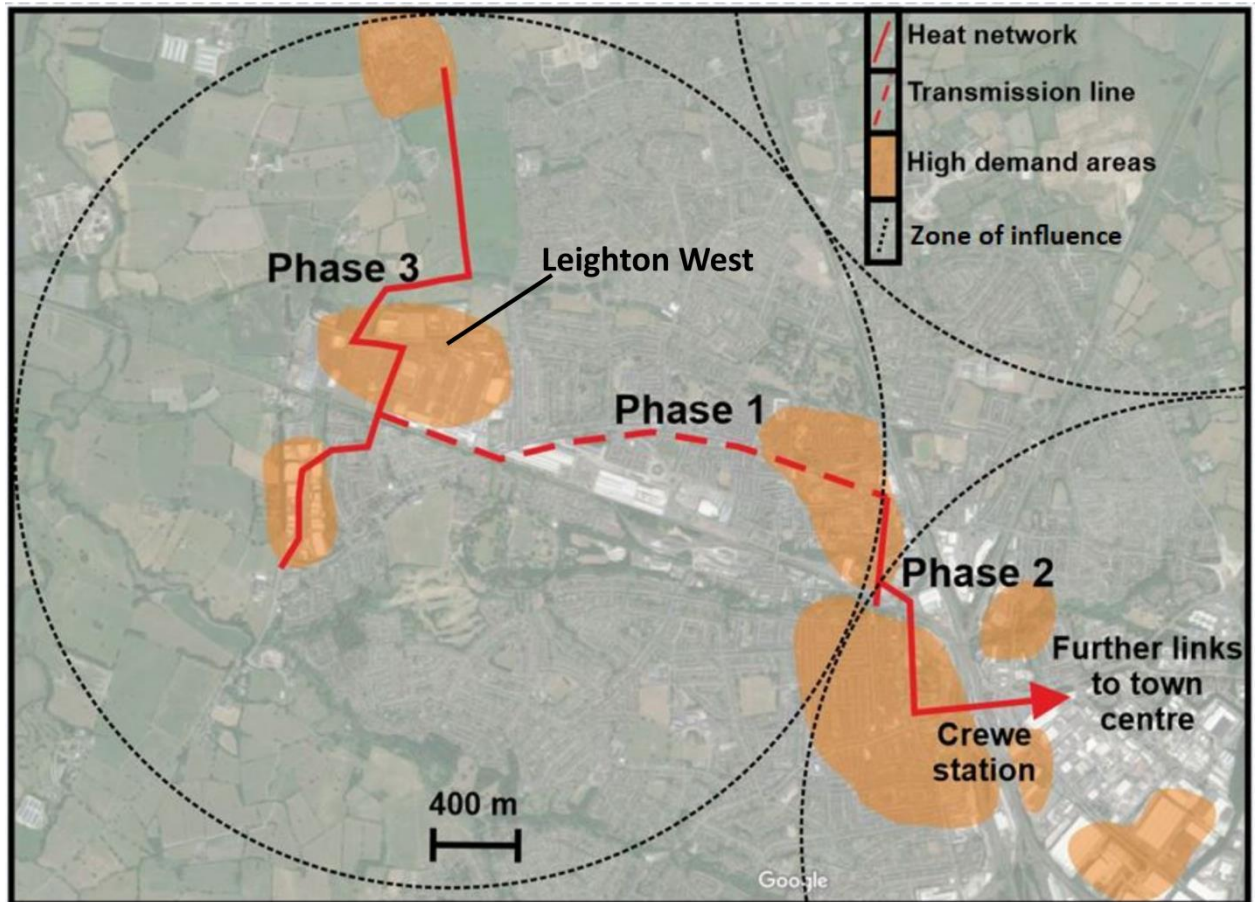 Heat network
Transmission line
High demand areas
Zone of influence
Phase 3
Leighton West
Phase 1
Phase 2
Further links
to town
centre
Crewe
station
400 m
Google